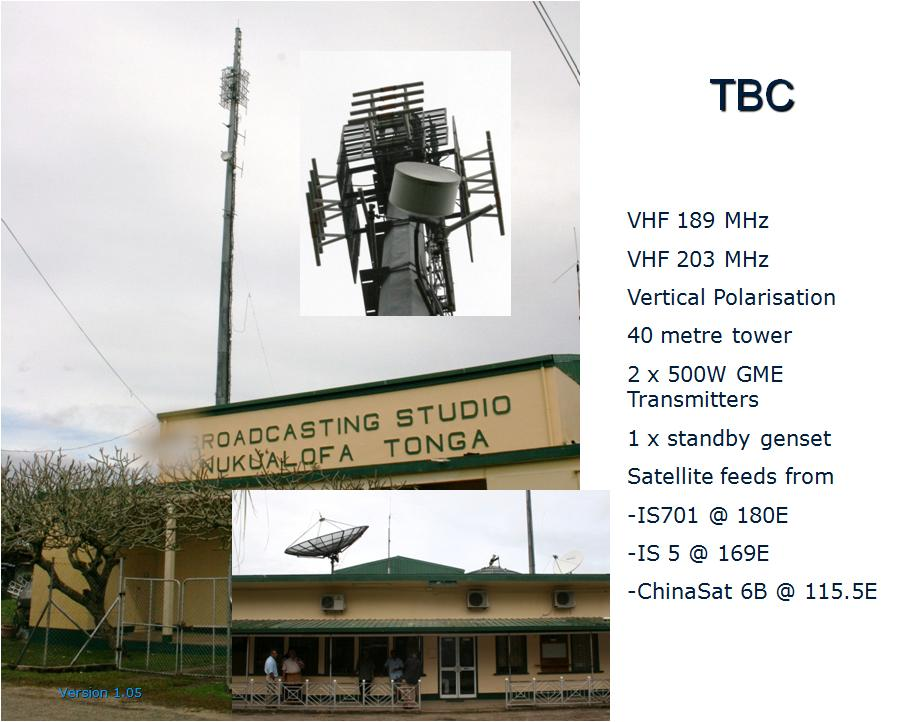 TBC
VHF 189 MHz
VHF 203 MHz
Vertical Polarisation
40 metre tower
2 x 500W GME
Transmitters
1 x standby genset
Satellite feeds from
-IS701 @ 180E
-IS 5 @ 169E
-ChinaSat 6B @ 115.5E
STUDIO
NUKUALOFA TONGA
Version 1.05